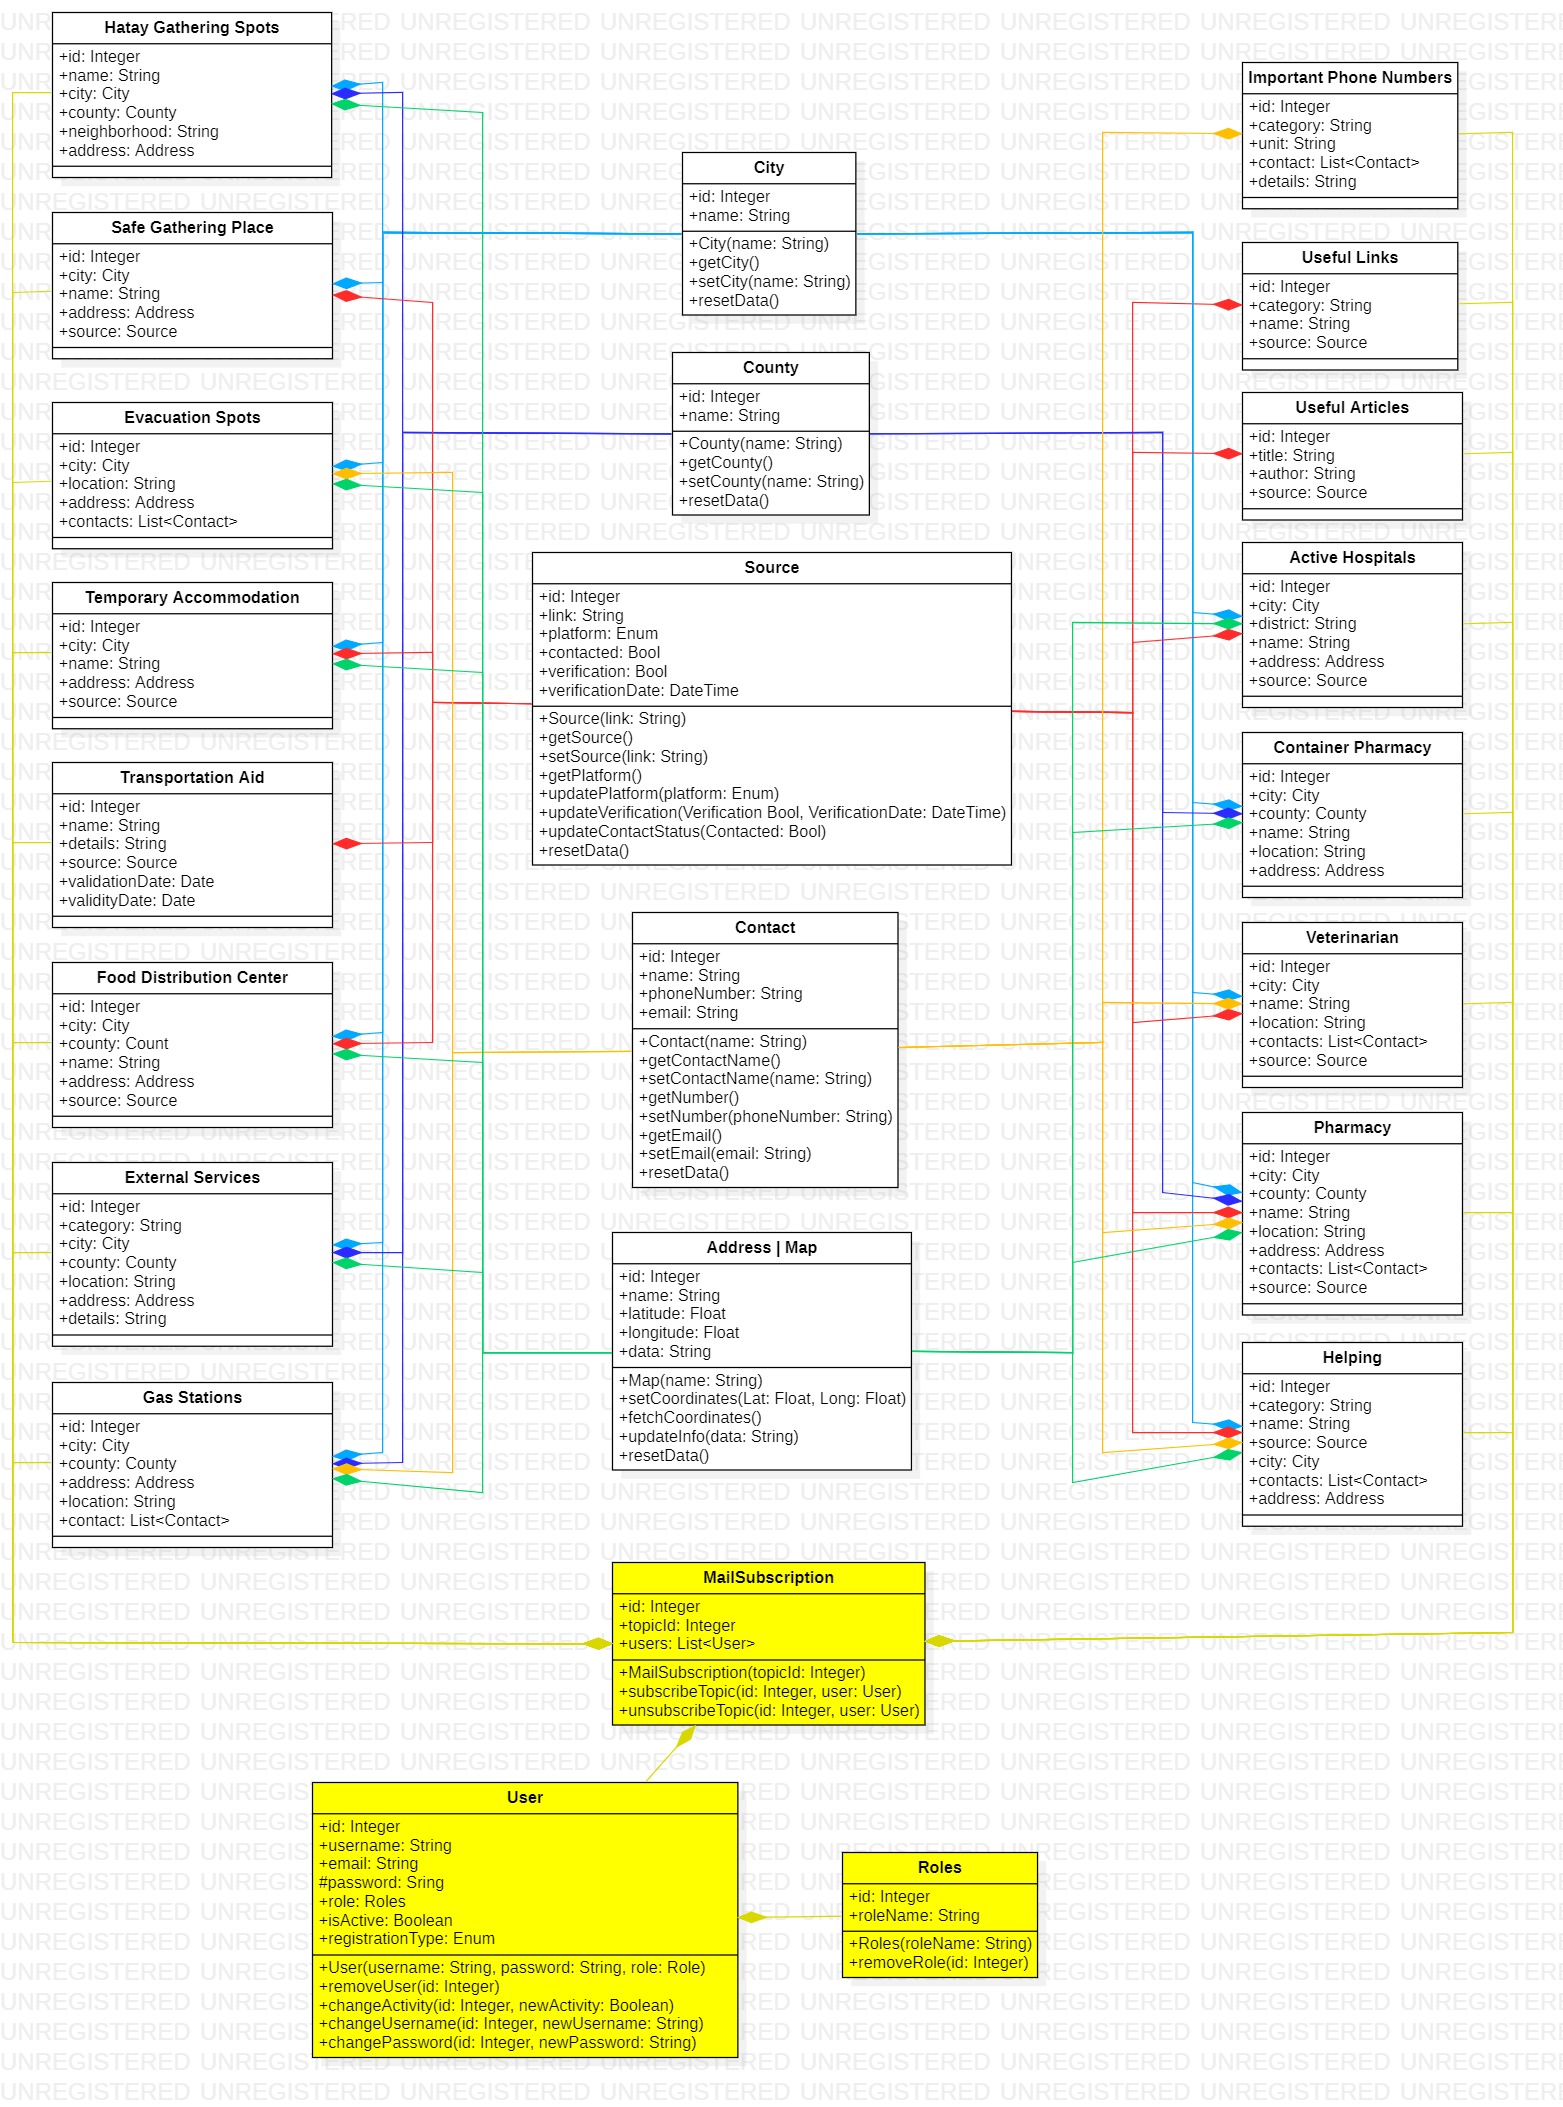 Hatay Gathering Spots
+id: Integer
+name: String
+city: City
+county: County
+neighborhood: String
+address: Address
Safe Gathering Place
+id: Integer
+city: City
+name: String
+address: Address
+source: Source
Evacuation Spots
+id: Integer
+city: City
+location: String
+address: Address
+contacts: List<Contact>
Temporary Accommodation
+id: Integer
+city: City
+name: String
+address: Address
+source: Source
Transportation Aid
+id: Integer
+name: String
+details: String
+source: Source
+validationDate: Date
+validityDate: Date
Food Distribution Center
+id: Integer
+city: City
+county: Count
+name: String
+address: Address
+source: Source
External Services
+id: Integer
+category: String
+city: City
+county: County
+location: String
+address: Address
+details: String
Gas Stations
+id: Integer
+city: City
+county: County
+address: Address
+location: String
+contact: List<Contact>
City
+id: Integer
+name: String
+City(name: String)
+getCity()
+setCity(name: String)
+resetData()
County
+id: Integer
+name: String
+County(name: String)
+getCounty()
+setCounty(name: String)
+resetData()
Source
+id: Integer
+link: String
+platform: Enum
+contacted: Bool
+verification: Bool
+verificationDate: DateTime
+Source(link: String)
+getSource()
+setSource(link: String)
+getPlatform()
+updatePlatform(platform: Enum)
+updateVerification(Verification Bool, VerificationDate: DateTime)
+updateContactStatus(Contacted: Bool)
+resetData()
Contact
+id: Integer
+name: String
+phoneNumber: String
+email: String
+Contact(name: String)
+getContactName()
+setContactName(name: String)
+getNumber()
+setNumber(phoneNumber: String)
+getEmail()
+setEmail(email: String)
+resetData()
Address | Map
+id: Integer
+name: String
+latitude: Float
+longitude: Float
+data: String
+Map(name: String)
+setCoordinates(Lat: Float, Long: Float)
+fetchCoordinates()
+updateInfo(data: String)
+resetData()
Important Phone Numbers
+id: Integer
+category: String
+unit: String
+contact: List<Contact>
+details: String
Useful Links
+id: Integer
+category: String
+name: String
+source: Source
Useful Articles
+id: Integer
+title: String
+author: String
+source: Source
Active Hospitals
+id: Integer
+city: City
+district: String
+name: String
+address: Address
+source: Source
Container Pharmacy
+id: Integer
+city: City
+county: County
+name: String
+location: String
+address: Address
Veterinarian
+id: Integer
+city: City
+name: String
+location: String
+contacts: List<Contact>
+source: Source
Pharmacy
+id: Integer
+city: City
+county: County
+name: String
+location: String
+address: Address
+contacts: List<Contact>
+source: Source
Helping
+id: Integer
+category: String
+name: String
+source: Source
+city: City
+contacts: List<Contact>
+address: Address
MailSubscription
+id: Integer
+topicId: Integer
+users: List<User>
+MailSubscription(topicId: Integer)
+subscribeTopic(id: Integer, user: User)
+unsubscribeTopic(id: Integer, user: User)
User
+id: Integer
+username: String
+email: String
#password: Sring
+role: Roles
+isActive: Boolean
+registrationType: Enum
+User(username: String, password: String, role: Role)
+removeUser(id: Integer)
+changeActivity(id: Integer, newActivity: Boolean)
+changeUsername(id: Integer, newUsername: String)
+changePassword(id: Integer, newPassword: String)
Roles
+id: Integer
+roleName: String
+Roles(roleName: String)
+removeRole(id: Integer)
UNREGISTERED